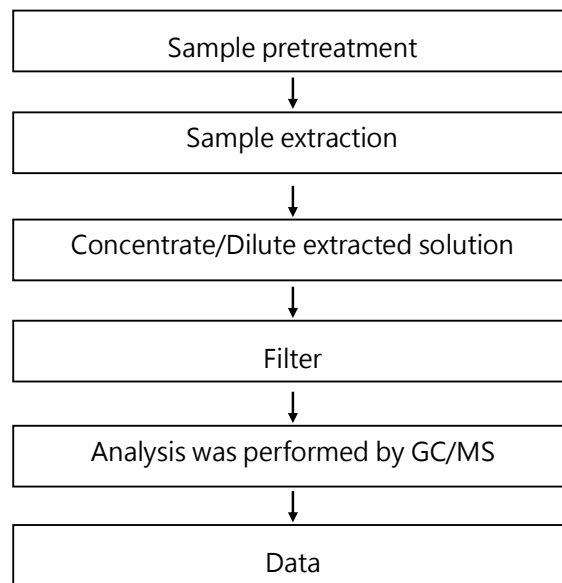 Sample pretreatment
Sample extraction
Concentrate/Dilute extracted solution
Filter
Analysis was performed by GC/MS
Data